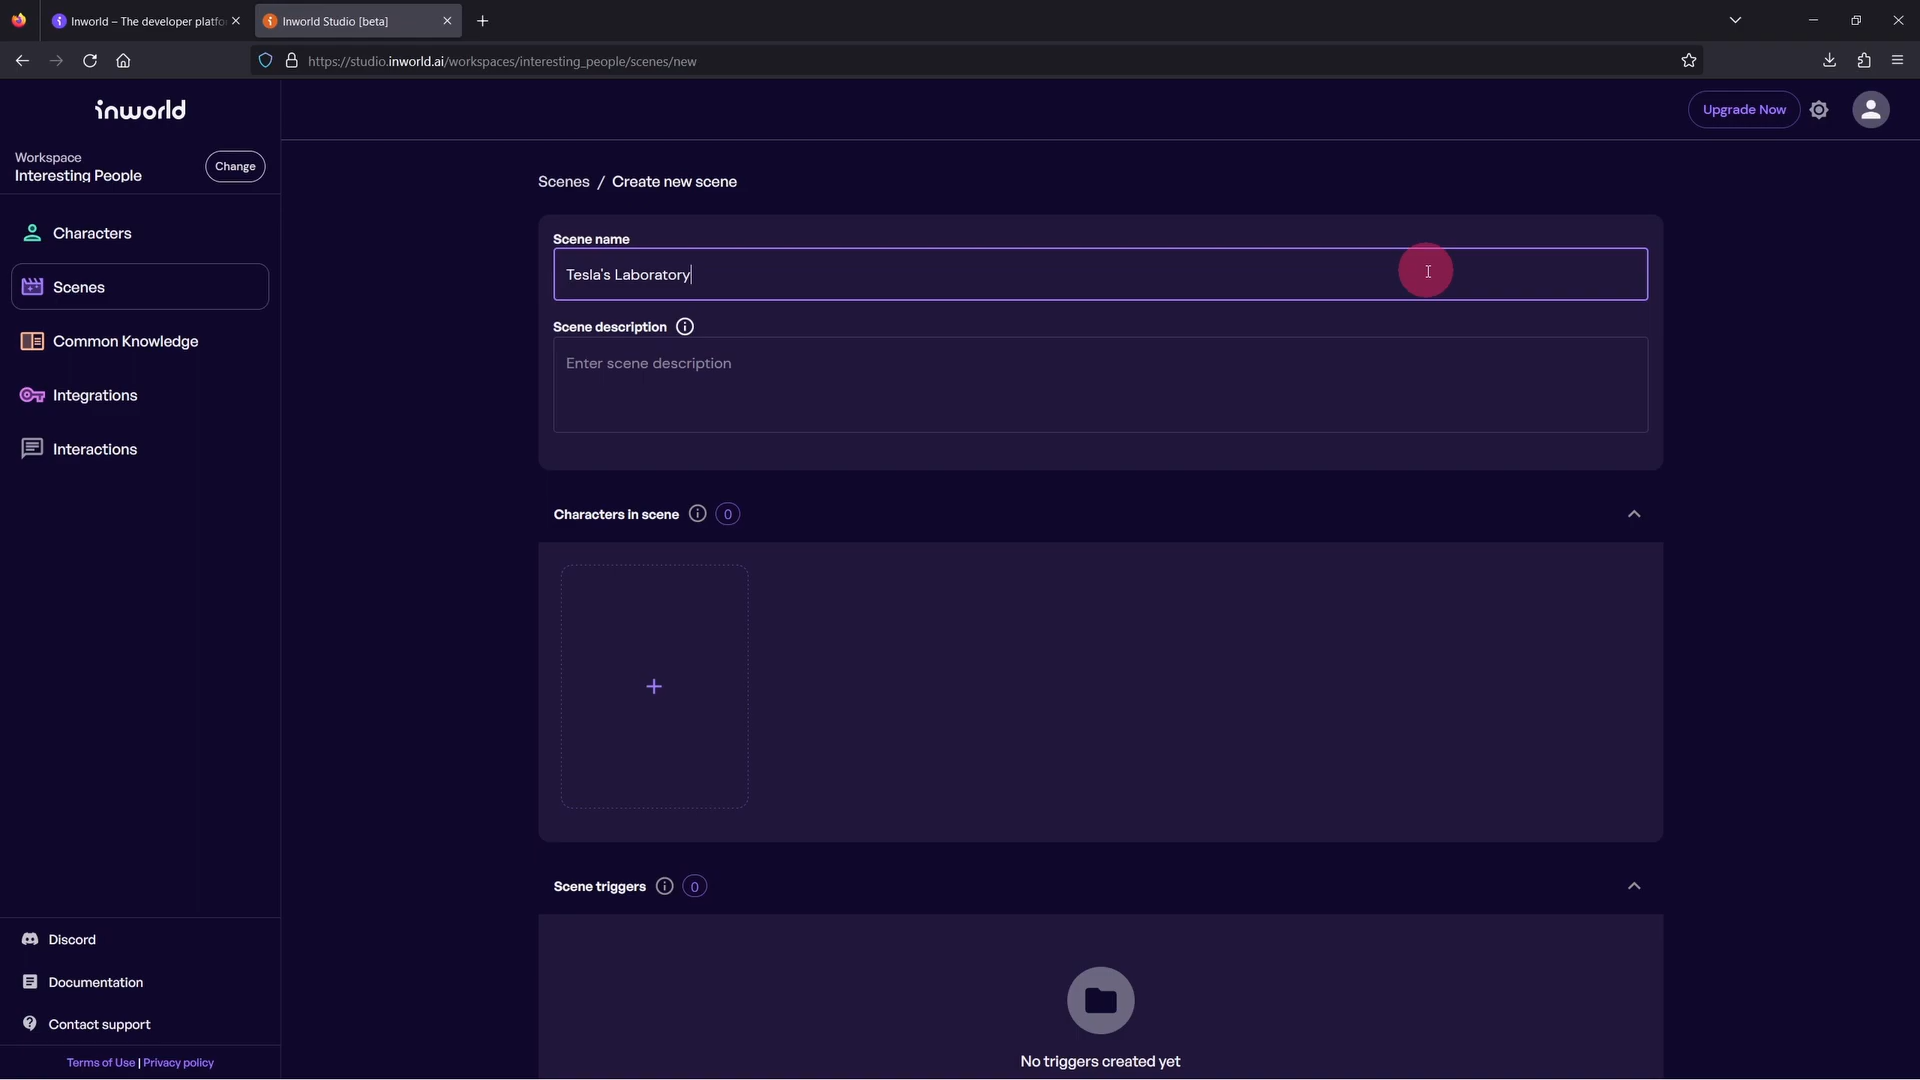 Inworld – The developer platfo
Inworld Studio [beta]
https://studio.inworld.ai/workspaces/interesting_people/scenes/new
inworld
Upgrade Now
Workspace
Interesting People
Change
Characters
Scenes
Common Knowledge
Integrations
Interactions
Discord
Documentation
Contact support
Terms of Use | Privacy policy
Scenes / Create new scene
Scene name
Tesla's Laboratory
Scene description
Enter scene description
Characters in scene 0
+
Scene triggers 0
No triggers created yet